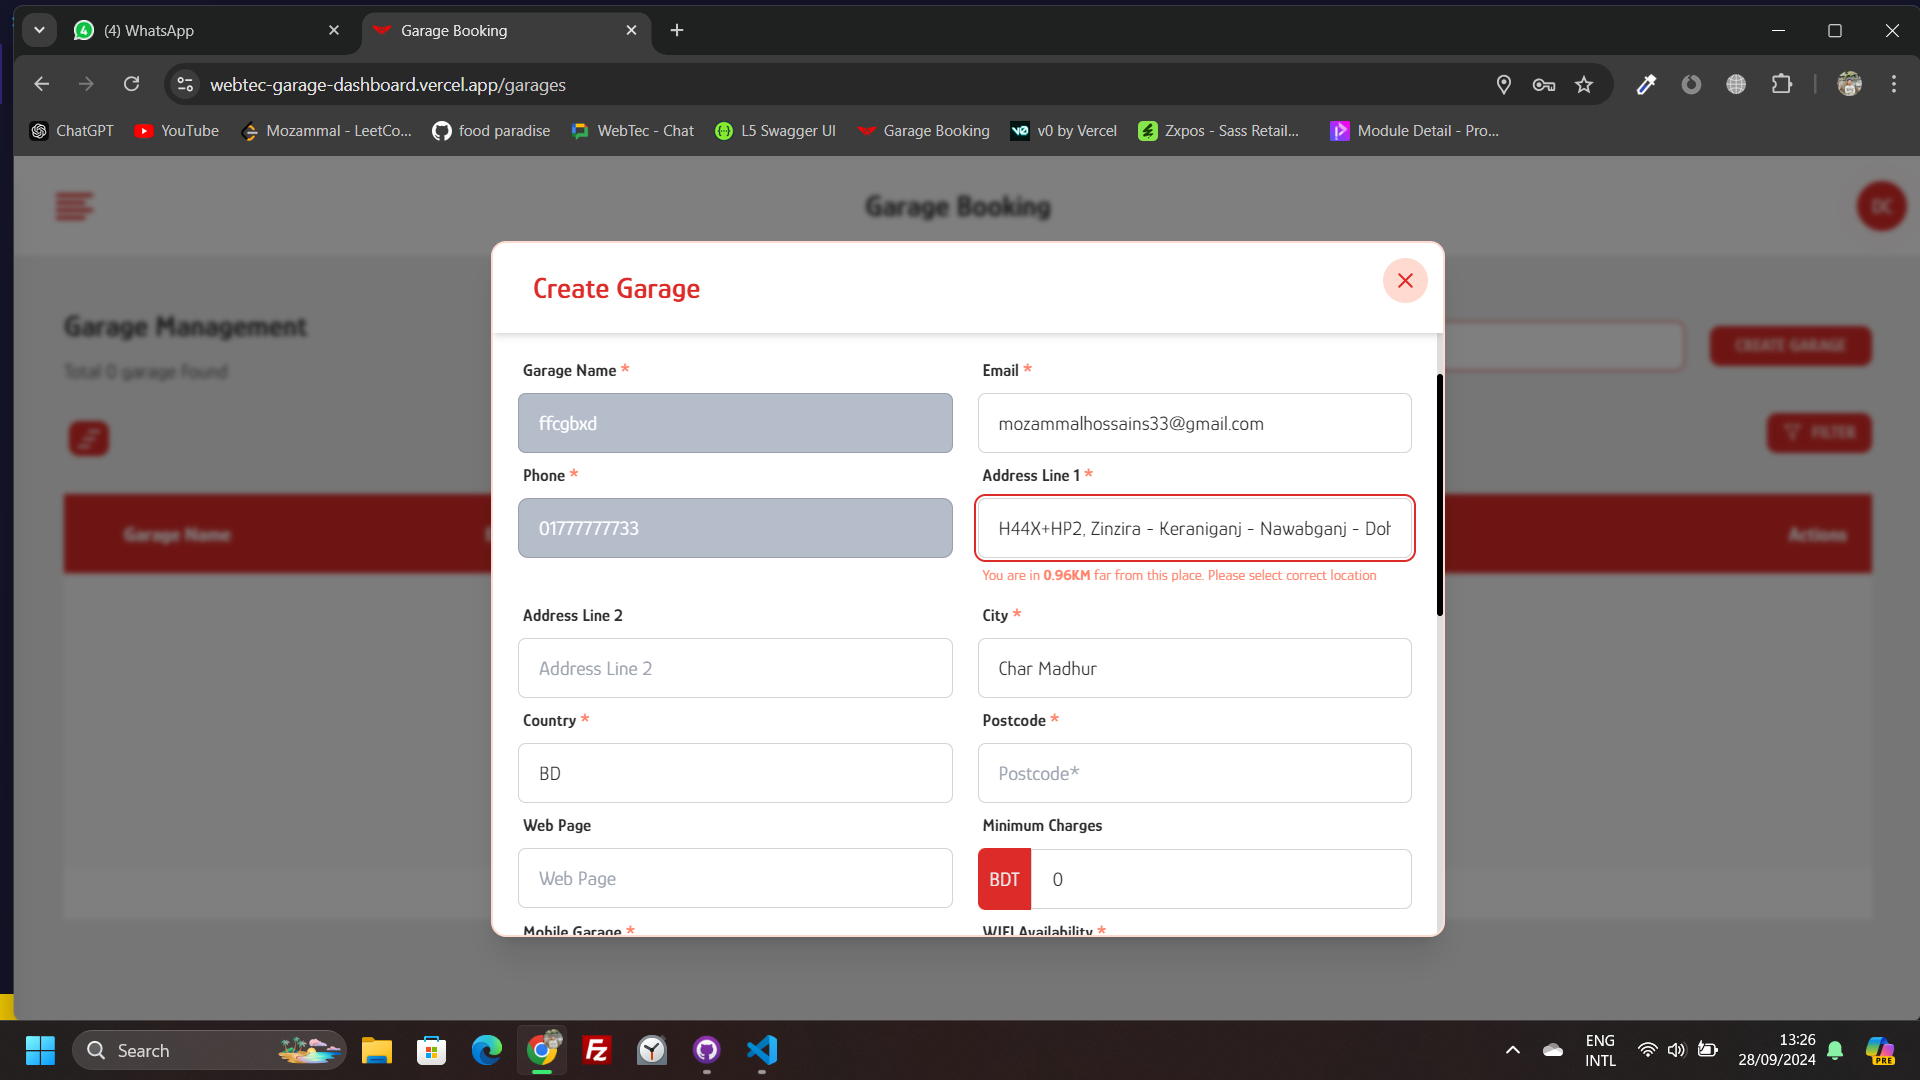 (4) WhatsApp
Garage Booking
webtec-garage-dashboard.vercel.app/garages
ChatGPT
YouTube
Mozammal - LeetCo...
food paradise
WebTec - Chat
L5 Swagger UI
Garage Booking
v0 by Vercel
Zxpos - Sass Retail...
Module Detail - Pro...
Garage Booking
DC
Garage Management
Total 0 garage Found
CREATE GARAGE
FILTER
Garage Name
Actions
Create Garage
Garage Name *
Email *
ffcgbxd
mozammalhossains33@gmail.com
Phone *
Address Line 1 *
01777777733
H44X+HP2, Zinzira - Keraniganj - Nawabganj - Doh
You are in 0.96KM far from this place. Please select correct location
Address Line 2
City *
Address Line 2
Char Madhur
Country *
Postcode *
BD
Postcode*
Web Page
Minimum Charges
Web Page
BDT
0
Mobile Garage *
WIFI Availability *
Search
ENG
INTL
13:26
28/09/2024
PRE